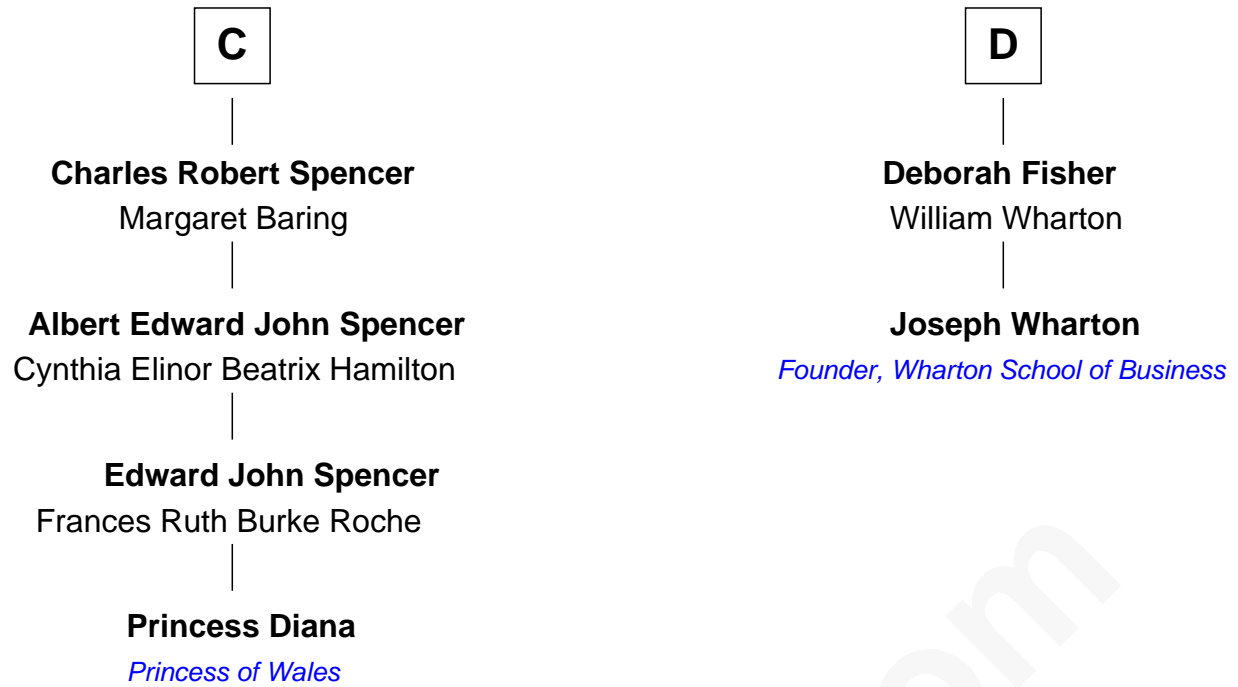 C
Charles Robert Spencer
Margaret Baring
Albert Edward John Spencer
Cynthia Elinor Beatrix Hamilton
Edward John Spencer
Frances Ruth Burke Roche
Princess Diana
Princess of Wales
D
Deborah Fisher
William Wharton
Joseph Wharton
Founder, Wharton School of Business
om